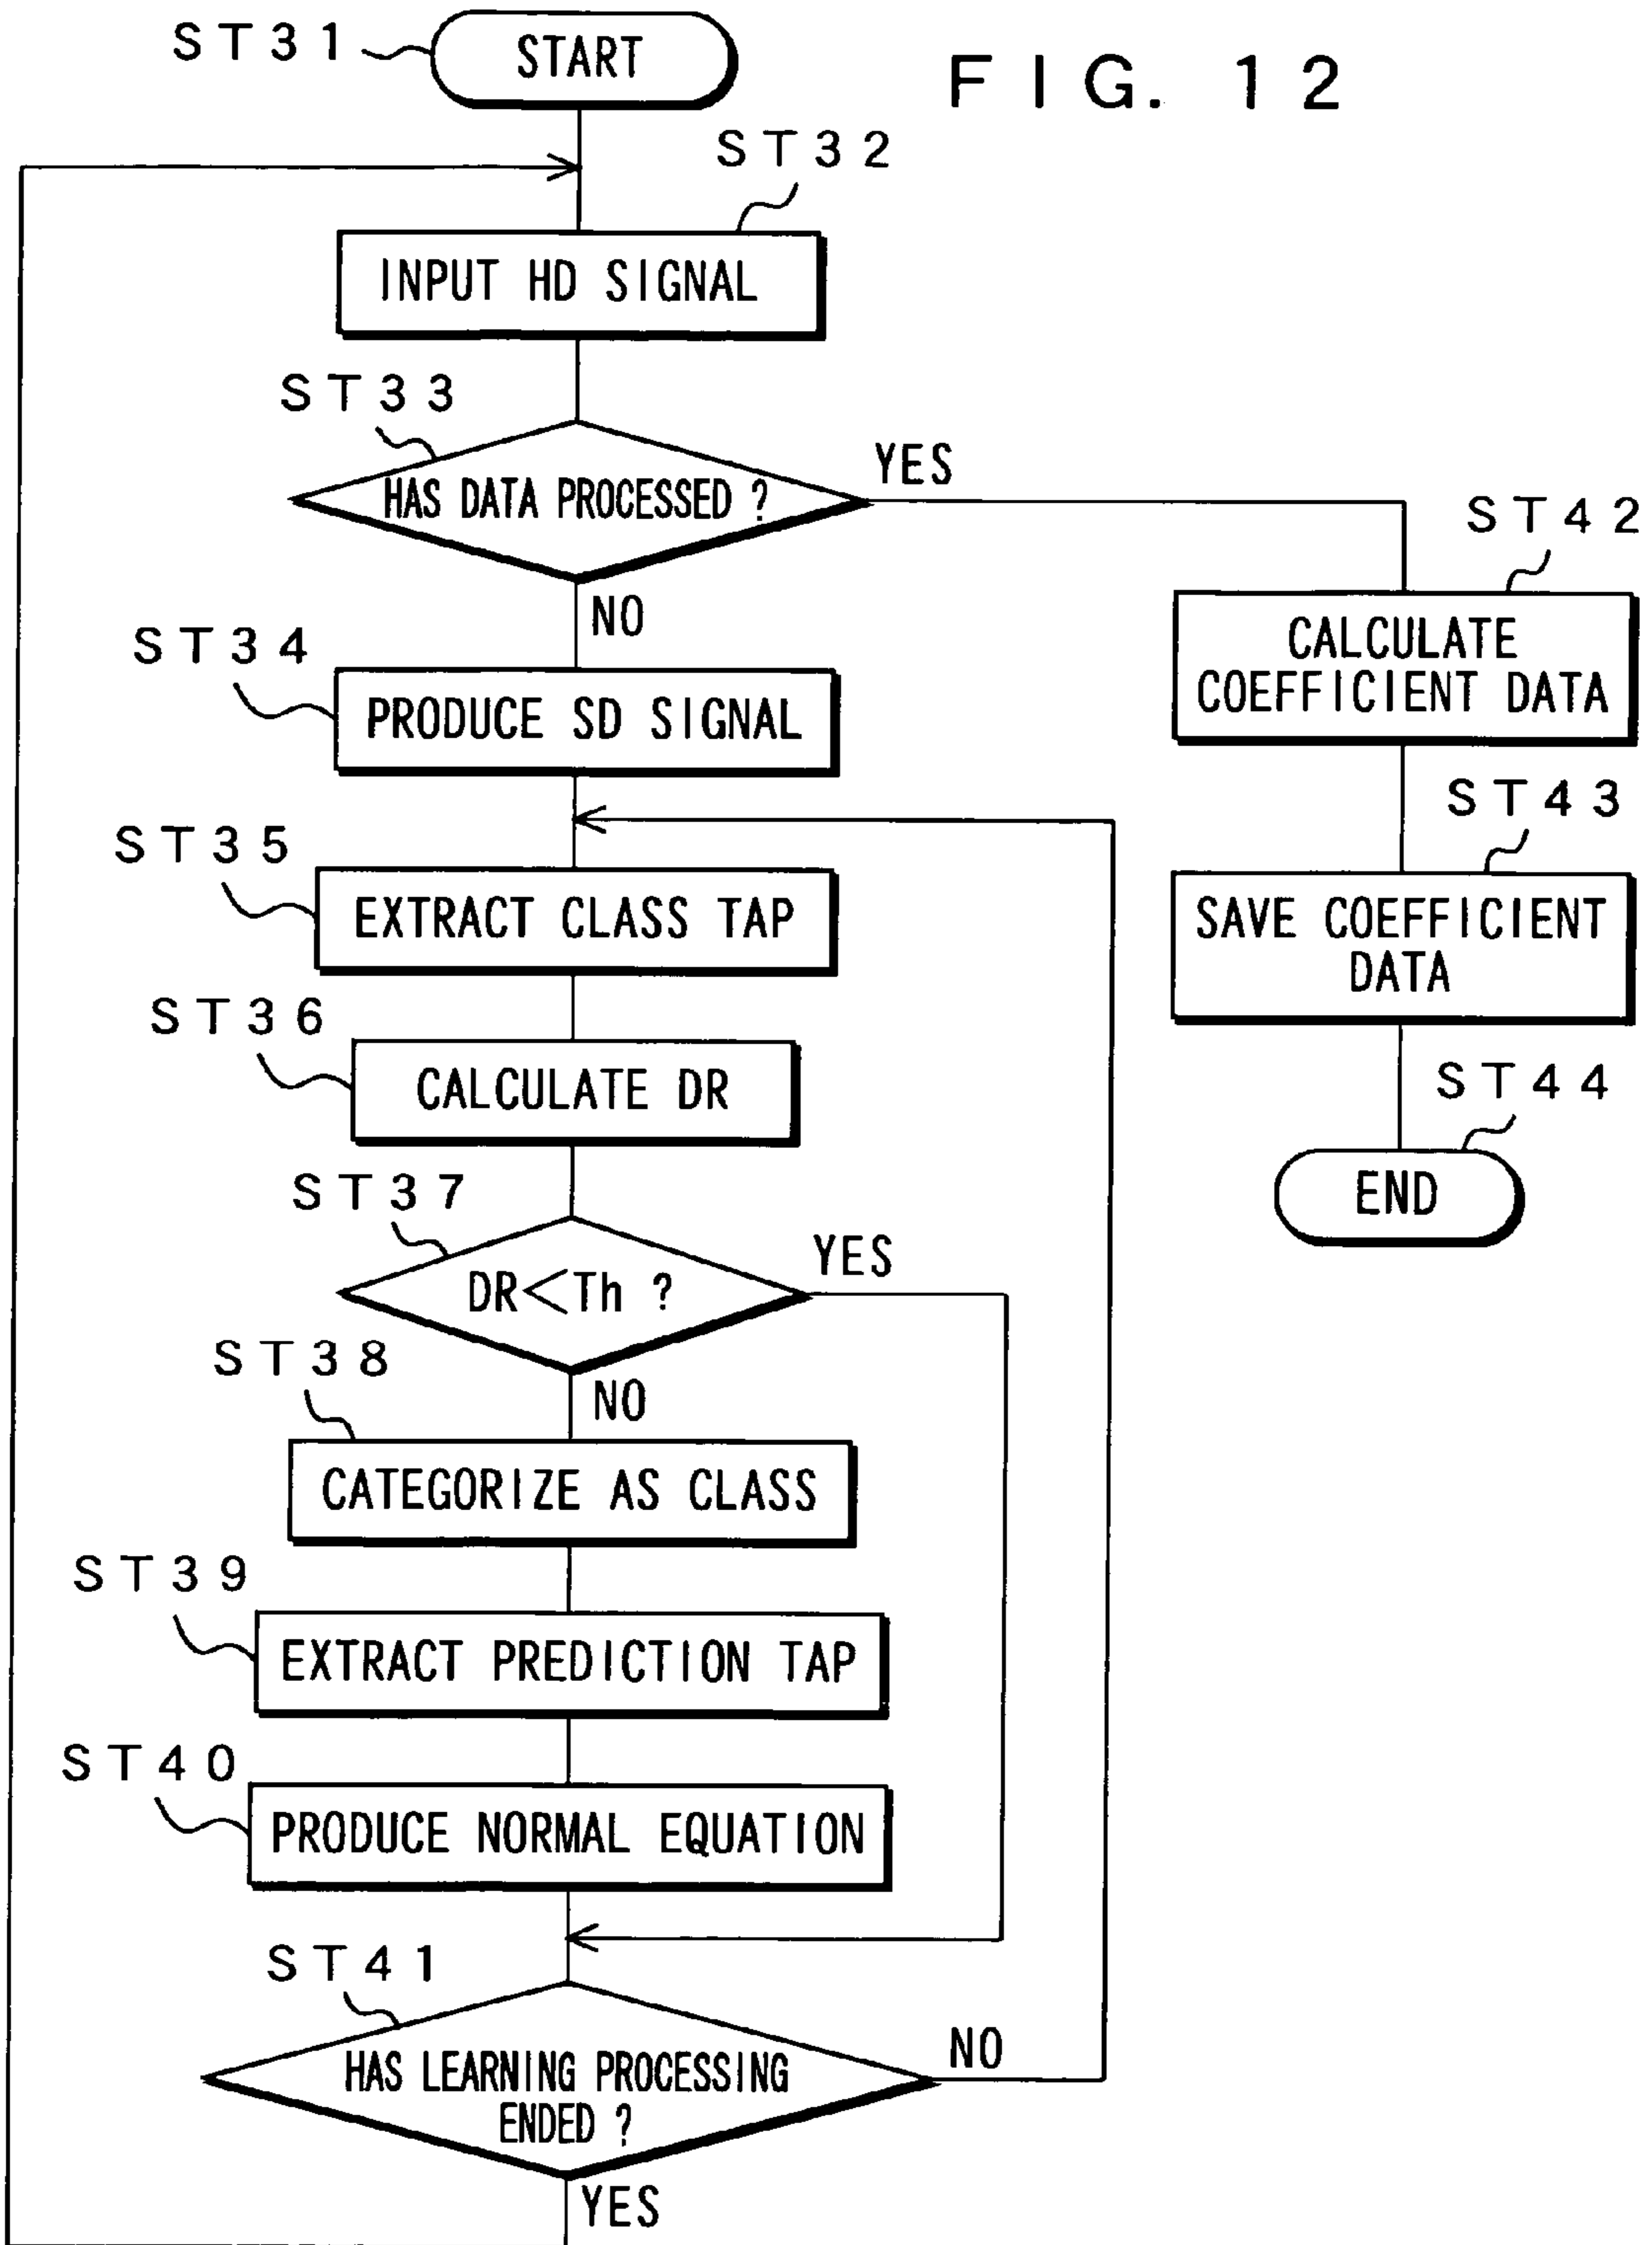 ST31
START
FIG. 12
ST32
INPUT HD SIGNAL
ST33
HAS DATA PROCESSED ?
YES
NO
ST34
PRODUCE SD SIGNAL
ST35
EXTRACT CLASS TAP
ST36
CALCULATE DR
ST37
DR<Th ?
YES
NO
ST38
CATEGORIZE AS CLASS
ST39
EXTRACT PREDICTION TAP
ST40
PRODUCE NORMAL EQUATION
ST41
HAS LEARNING PROCESSING
ENDED ?
NO
YES
ST42
CALCULATE
COEFFICIENT DATA
ST43
SAVE COEFFICIENT
DATA
ST44
END